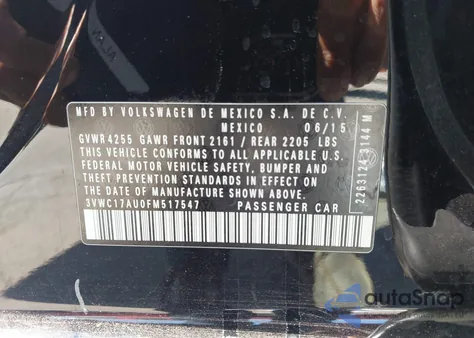 MFD BY VOLKSWAGEN DE MEXICO S.A. DE C.V.
MEXICO 06/15
GVWR 4255 GAWR FRONT 2161 / REAR 2205 LBS
THIS VEHICLE CONFORMS TO ALL APPLICABLE
FEDERAL MOTOR VEHICLE SAFETY, BUMPER AND
THEFT PREVENTION STANDARDS IN EFFECT ON
THE DATE OF MANUFACTURE SHOWN ABOVE.
3VWC17AU0FM517547 PASSENGER CAR
autoSnap